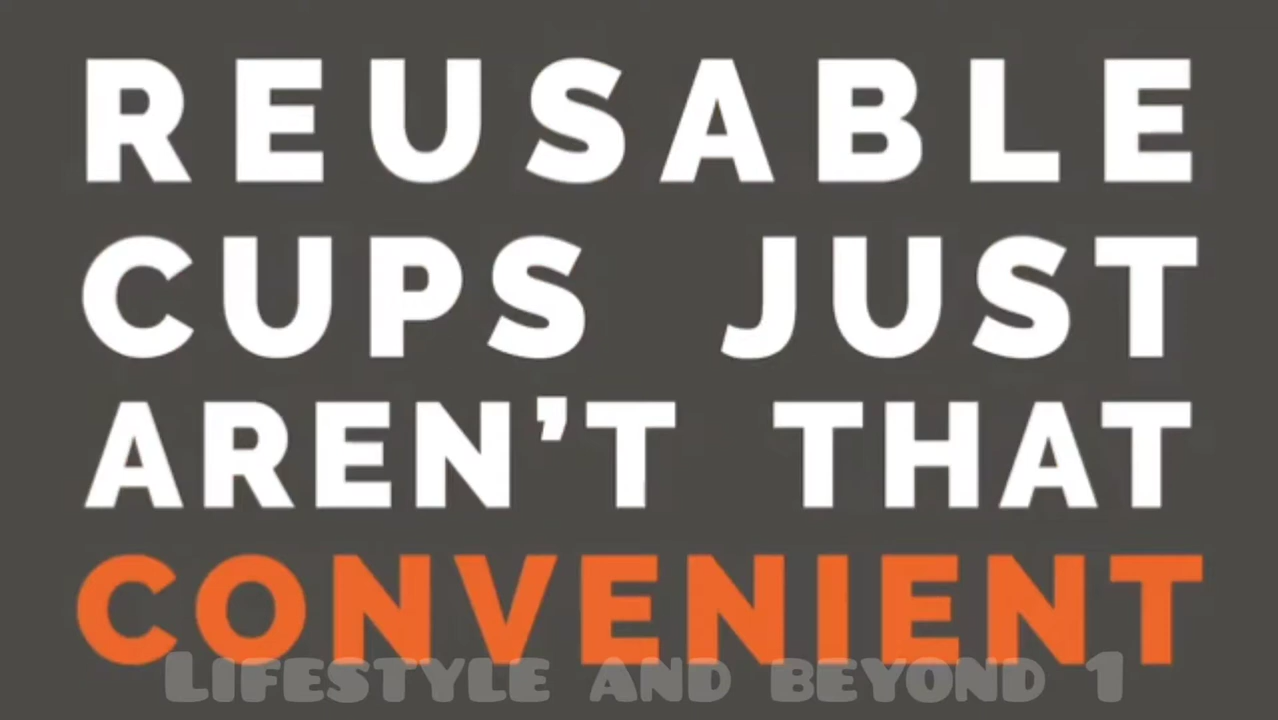 REUSABLE
CUPS JUST
AREN’T THAT
CONVENIENT
LIFESTYLE AND BEYOND 1